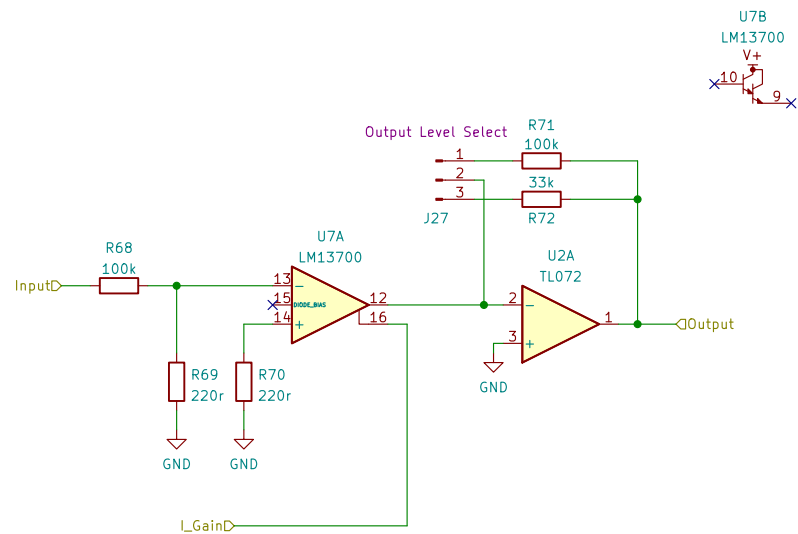 U7B
LM13700
V+
10
9
Output Level Select
R71
100k
1
2
3
33k
R72
J27
U7A
LM13700
U2A
TL072
R68
100k
Input
13
−
15
DIODE_BIAS
14
+
12
16
2
−
3
+
1
Output
GND
R69
220r
R70
220r
GND
GND
I_Gain